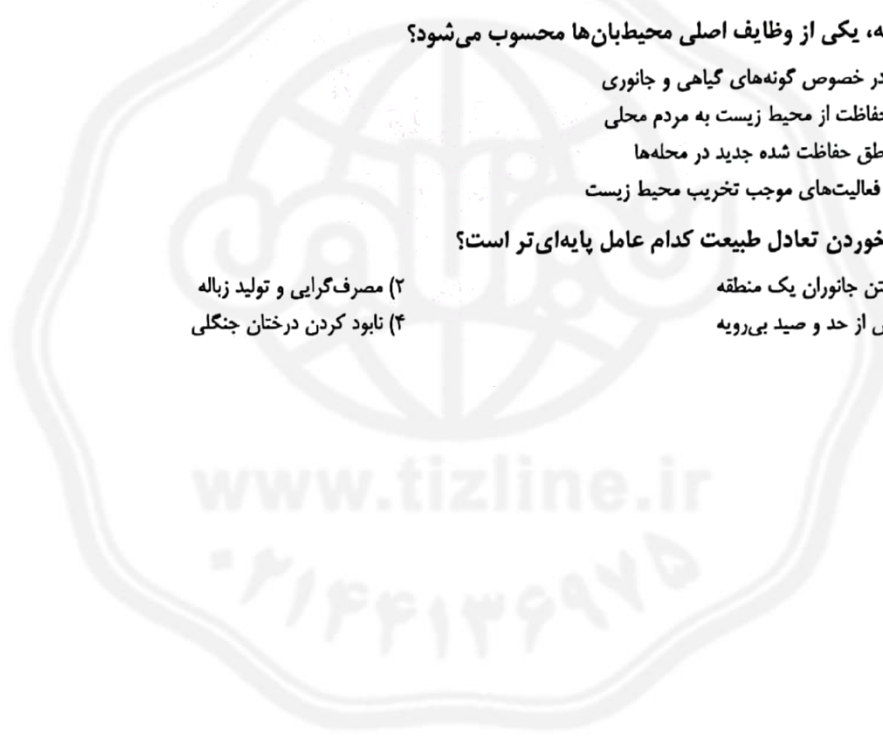 ه، یکی از وظایف اصلی محیط‌بان‌ها محسوب می‌شود؟
در خصوص گونه‌های گیاهی و جانوری
حفاظت از محیط زیست به مردم محلی
طق حفاظت شده جدید در محله‌ها
فعالیت‌های موجب تخریب محیط زیست
خوردن تعادل طبیعت کدام عامل پایه‌ای‌تر است؟
تن جانوران یک منطقه ۲) مصرف‌گرایی و تولید زباله
از حد و صید بی‌رویه ۴) نابود کردن درختان جنگلی
تیزلاین
www.tizline.ir
۰۲۱۴۴۱۳۶۹۷۵